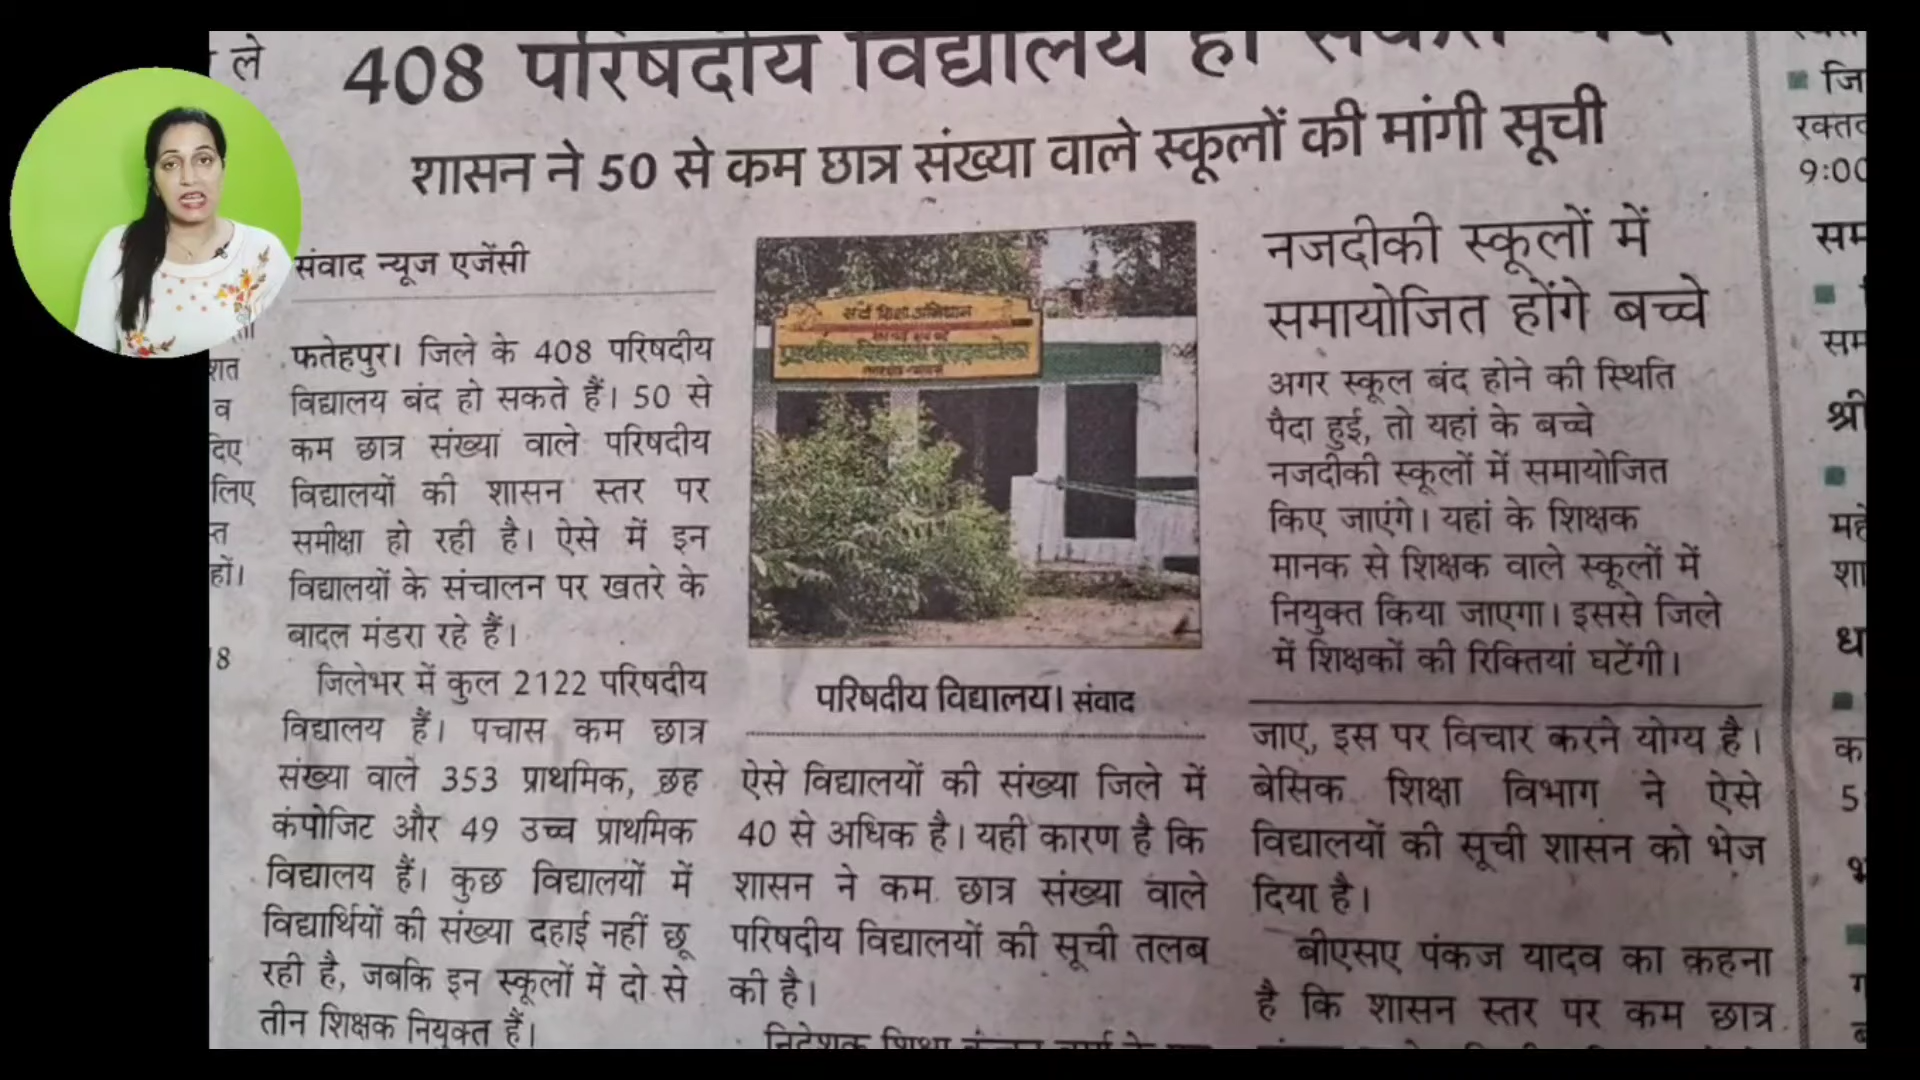 408 परिषदीय विद्यालय हो सकते
शासन ने 50 से कम छात्र संख्या वाले स्कूलों की मांगी सूची
संवाद न्यूज एजेंसी
फतेहपुर। जिले के 408 परिषदीय
विद्यालय बंद हो सकते हैं। 50 से
कम छात्र संख्या वाले परिषदीय
विद्यालयों की शासन स्तर पर
समीक्षा हो रही है। ऐसे में इन
विद्यालयों के संचालन पर खतरे के
बादल मंडरा रहे हैं।
जिलेभर में कुल 2122 परिषदीय
विद्यालय हैं। पचास कम छात्र
संख्या वाले 353 प्राथमिक, छह
कंपोजिट और 49 उच्च प्राथमिक
विद्यालय हैं। कुछ विद्यालयों में
विद्यार्थियों की संख्या दहाई नहीं छू
रही है, जबकि इन स्कूलों में दो से
तीन शिक्षक नियुक्त हैं।
सर्व शिक्षा अभियान
परिषदीय विद्यालय। संवाद
ऐसे विद्यालयों की संख्या जिले में
40 से अधिक है। यही कारण है कि
शासन ने कम छात्र संख्या वाले
परिषदीय विद्यालयों की सूची तलब
की है।
नजदीकी स्कूलों में
समायोजित होंगे बच्चे
अगर स्कूल बंद होने की स्थिति
पैदा हुई, तो यहां के बच्चे
नजदीकी स्कूलों में समायोजित
किए जाएंगे। यहां के शिक्षक
मानक से शिक्षक वाले स्कूलों में
नियुक्त किया जाएगा। इससे जिले
में शिक्षकों की रिक्तियां घटेंगी।
जाए, इस पर विचार करने योग्य है।
बेसिक शिक्षा विभाग ने ऐसे
विद्यालयों की सूची शासन को भेज
दिया है।
बीएसए पंकज यादव का कहना
है कि शासन स्तर पर कम छात्र
ले
व
दिए
लिए
हों।
9:00
श्री